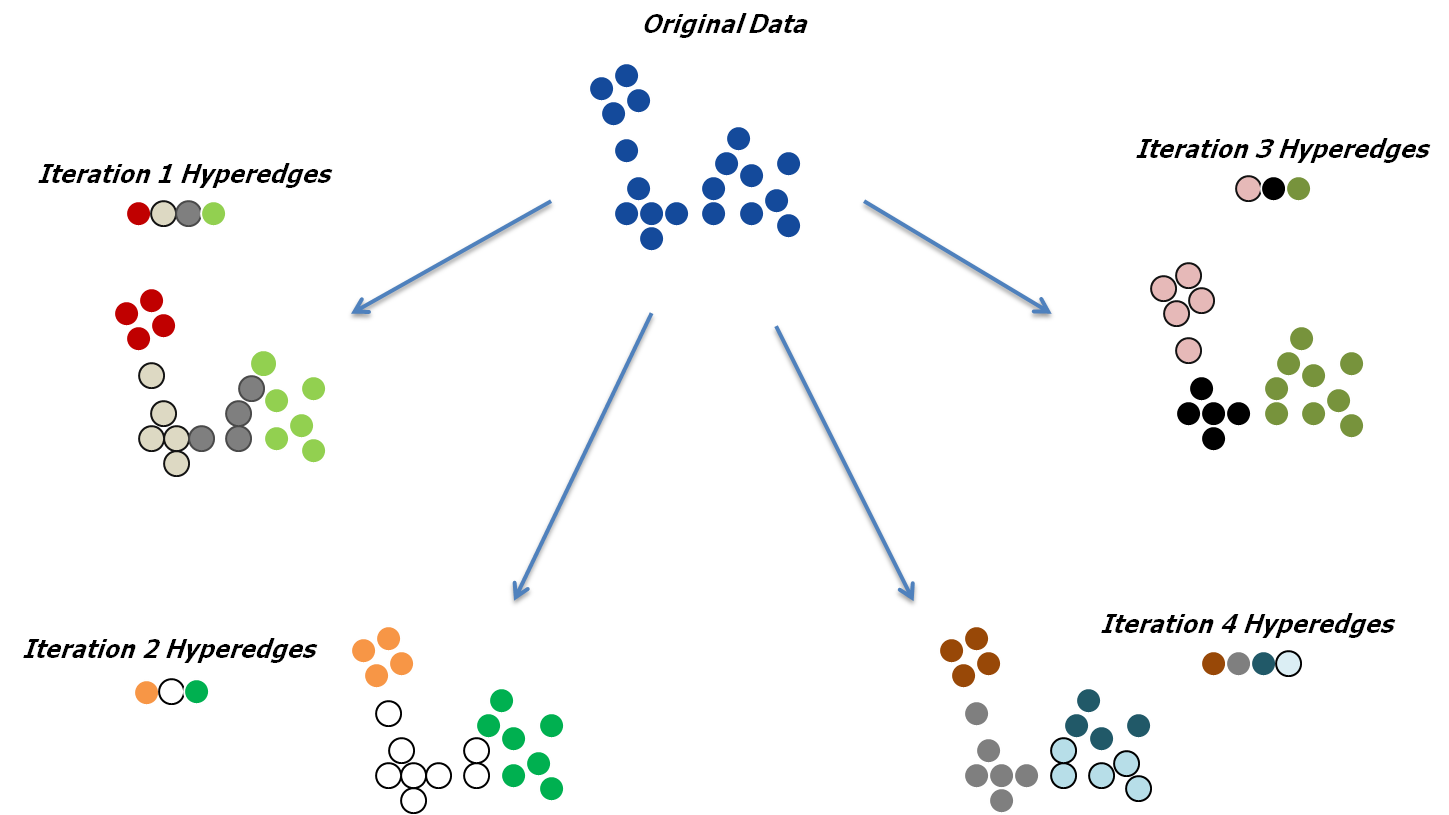 Original Data
Iteration 1 Hyperedges
Iteration 3 Hyperedges
Iteration 2 Hyperedges
Iteration 4 Hyperedges